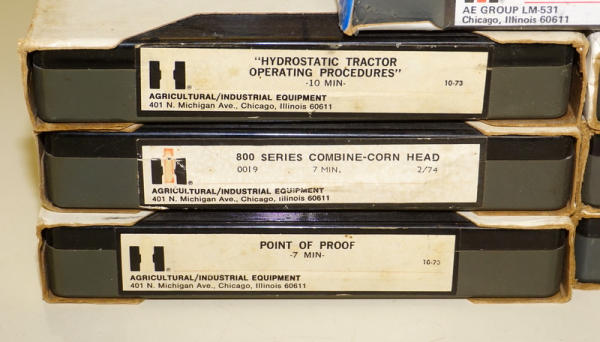 AE GROUP LM-531
Chicago, Illinois 60611
"HYDROSTATIC TRACTOR
OPERATING PROCEDURES"
-10 MIN- 10-73
AGRICULTURAL/INDUSTRIAL EQUIPMENT
401 N. Michigan Ave., Chicago, Illinois 60611
800 SERIES COMBINE-CORN HEAD
0019 7 MIN. 2/74
AGRICULTURAL/INDUSTRIAL EQUIPMENT
401 N. Michigan Ave., Chicago, Illinois 60611
POINT OF PROOF
-7 MIN- 10-73
AGRICULTURAL/INDUSTRIAL EQUIPMENT
401 N. Michigan Ave., Chicago, Illinois 60611